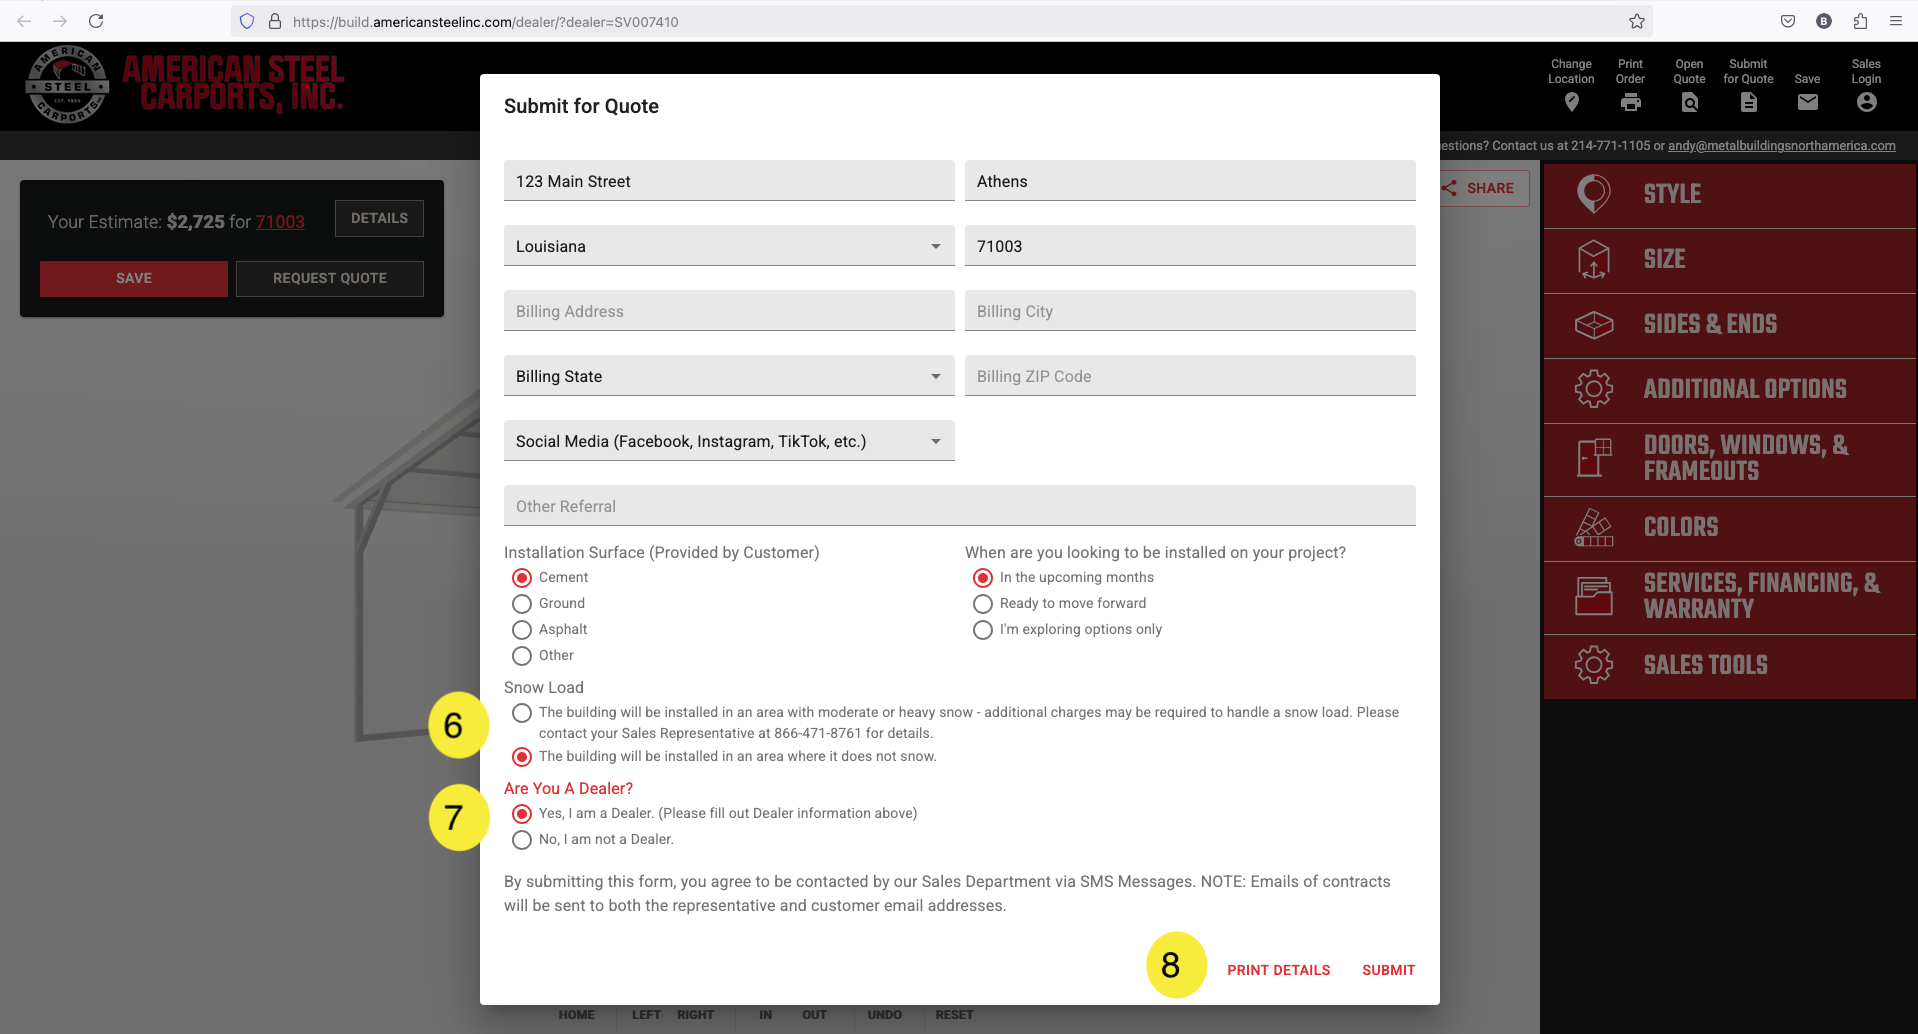 https://build.americansteelinc.com/dealer/?dealer=SV007410
B
AMERICAN
STEEL
EST. 1980
CARPORTS
AMERICAN STEEL
CARPORTS, INC.
Change
Location
Print
Order
Open
Quote
Submit
for Quote
Save
Sales
Login
estions? Contact us at 214-771-1105 or andy@metalbuildingsnorthamerica.com
Your Estimate: $2,725 for 71003
DETAILS
SAVE
REQUEST QUOTE
Submit for Quote
123 Main Street
Athens
Louisiana
71003
Billing Address
Billing City
Billing State
Billing ZIP Code
Social Media (Facebook, Instagram, TikTok, etc.)
Other Referral
Installation Surface (Provided by Customer)
Cement
Ground
Asphalt
Other
When are you looking to be installed on your project?
In the upcoming months
Ready to move forward
I'm exploring options only
Snow Load
6
The building will be installed in an area with moderate or heavy snow - additional charges may be required to handle a snow load. Please
contact your Sales Representative at 866-471-8761 for details.
The building will be installed in an area where it does not snow.
Are You A Dealer?
7
Yes, I am a Dealer. (Please fill out Dealer information above)
No, I am not a Dealer.
By submitting this form, you agree to be contacted by our Sales Department via SMS Messages. NOTE: Emails of contracts
will be sent to both the representative and customer email addresses.
8
PRINT DETAILS
SUBMIT
SHARE
STYLE
SIZE
SIDES & ENDS
ADDITIONAL OPTIONS
DOORS, WINDOWS, &
FRAMEOUTS
COLORS
SERVICES, FINANCING, &
WARRANTY
SALES TOOLS
HOME
LEFT
RIGHT
IN
OUT
UNDO
RESET